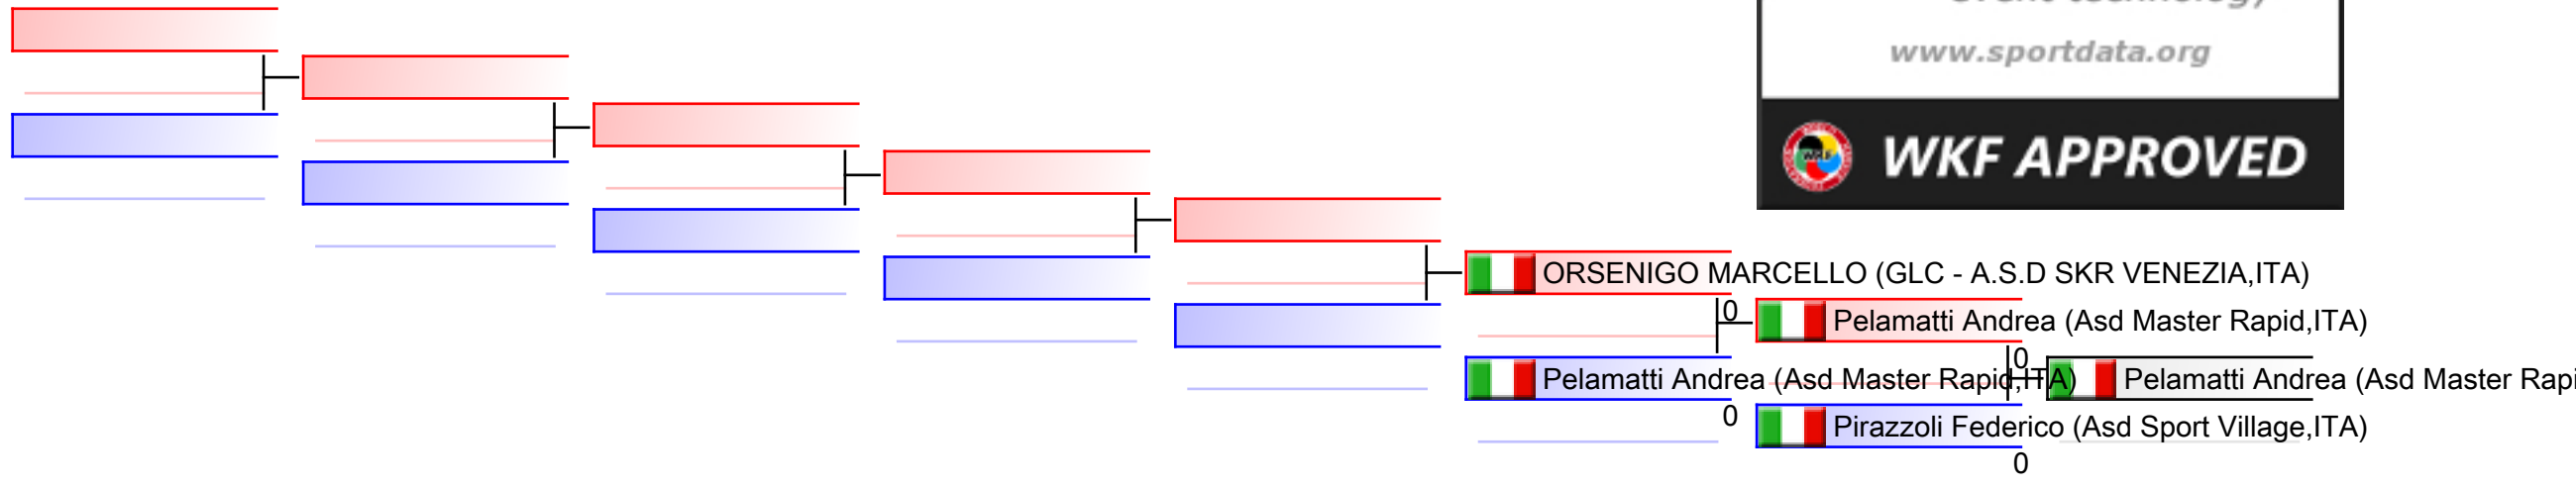 www.sportdata.org
WKF APPROVED
ORSENIGO MARCELLO (GLC - A.S.D SKR VENEZIA,ITA)
0
Pelamatti Andrea (Asd Master Rapid,ITA)
0
Pelamatti Andrea (Asd Master Rapid,ITA)
Pelamatti Andrea (Asd Master Rapi
0
Pirazzoli Federico (Asd Sport Village,ITA)
0